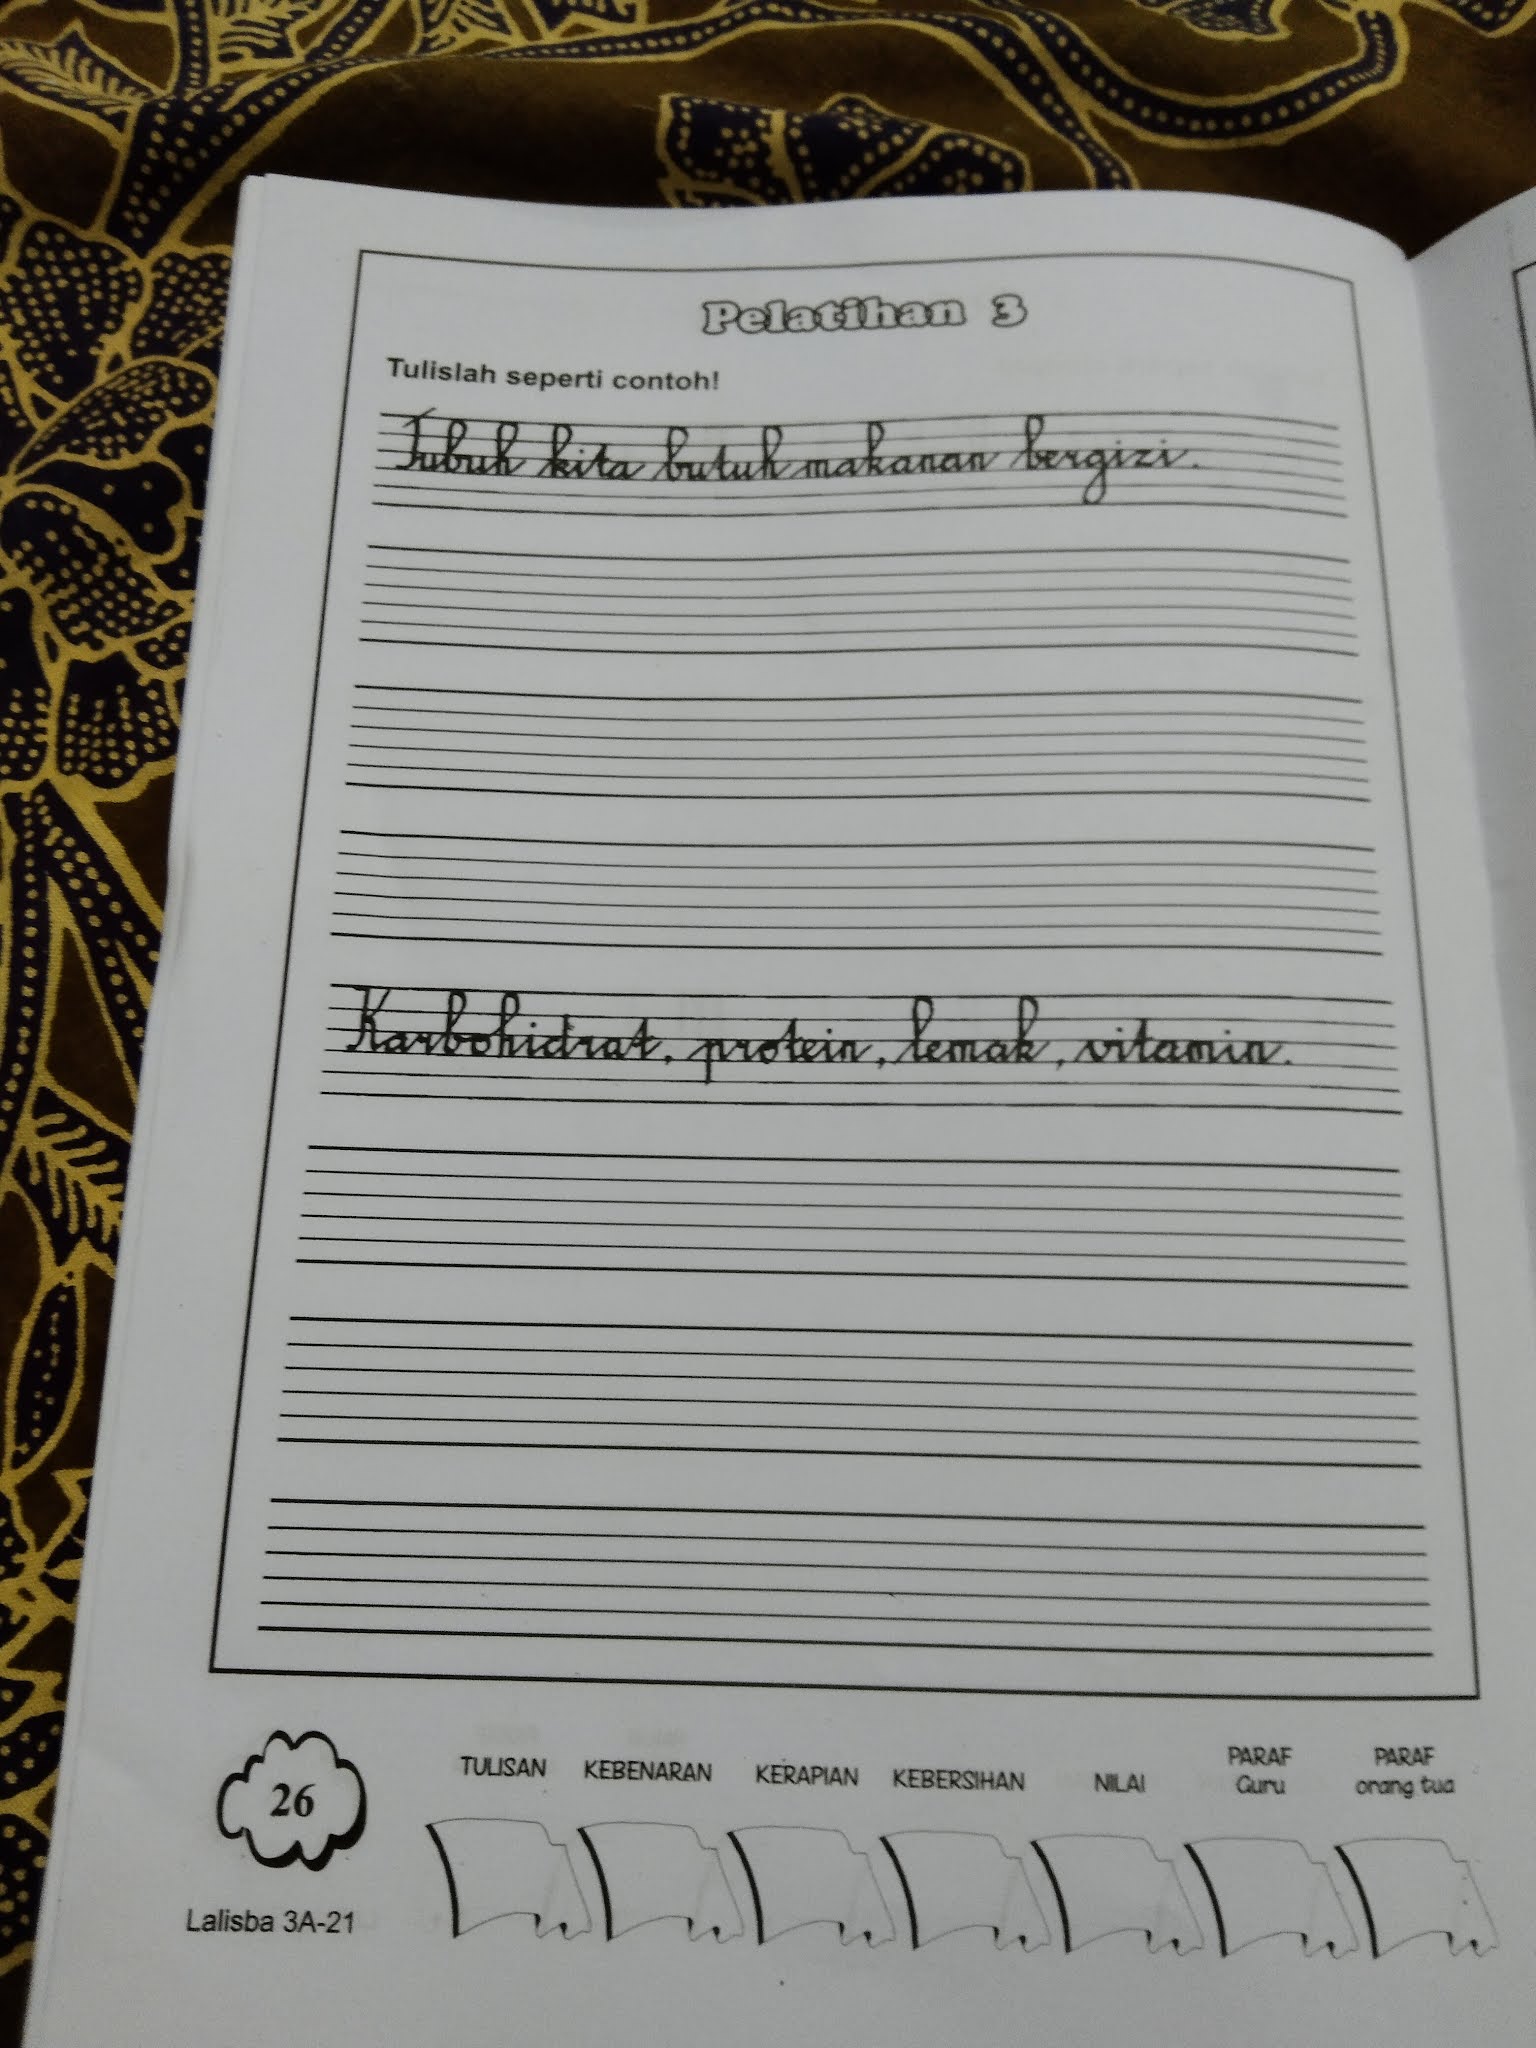 Pelatihan 3
Tulislah seperti contoh!
Tubuh kita butuh makanan bergizi.
Karbohidrat, protein, lemak, vitamin.
TULISAN KEBENARAN KERAPIAN KEBERSIHAN NILAI PARAF Guru PARAF orang tua
26
Lalisba 3A-21